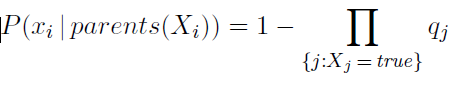 P(x_i | parents(X_i)) = 1 − ∏_{\{j:X_j = true\}} q_j